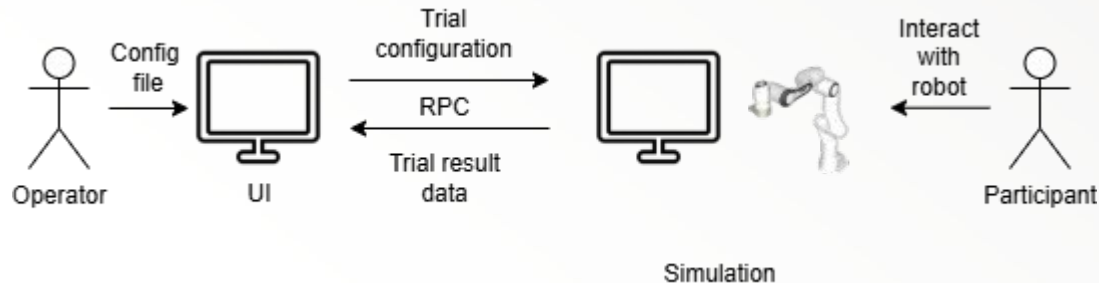 Trial
configuration
Config
file
RPC
Trial result
data
Interact
with
robot
Operator
UI
Participant
Simulation